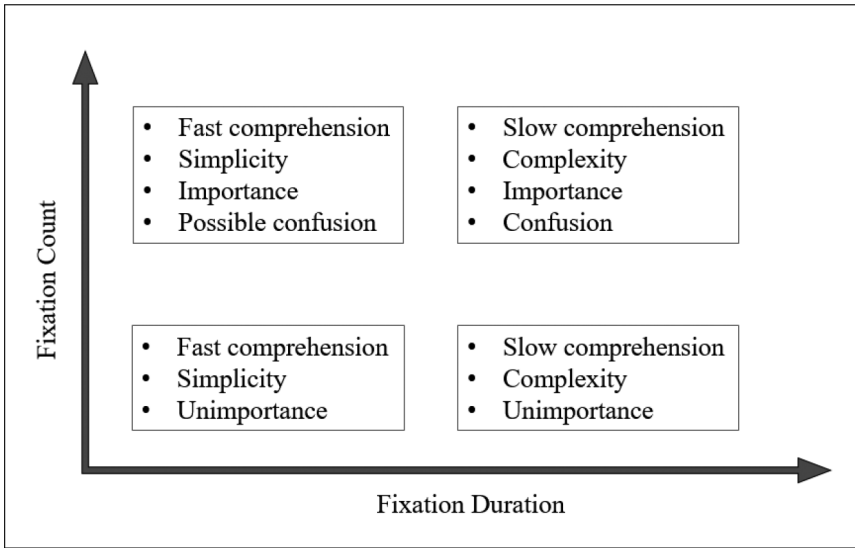 Fixation Count
• Fast comprehension
• Simplicity
• Importance
• Possible confusion
• Slow comprehension
• Complexity
• Importance
• Confusion
• Fast comprehension
• Simplicity
• Unimportance
• Slow comprehension
• Complexity
• Unimportance
Fixation Duration